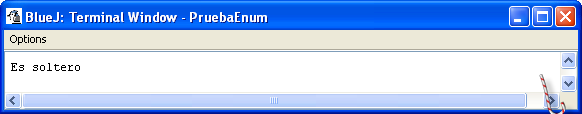 BlueJ: Terminal Window - PruebaEnum
Options
Es soltero